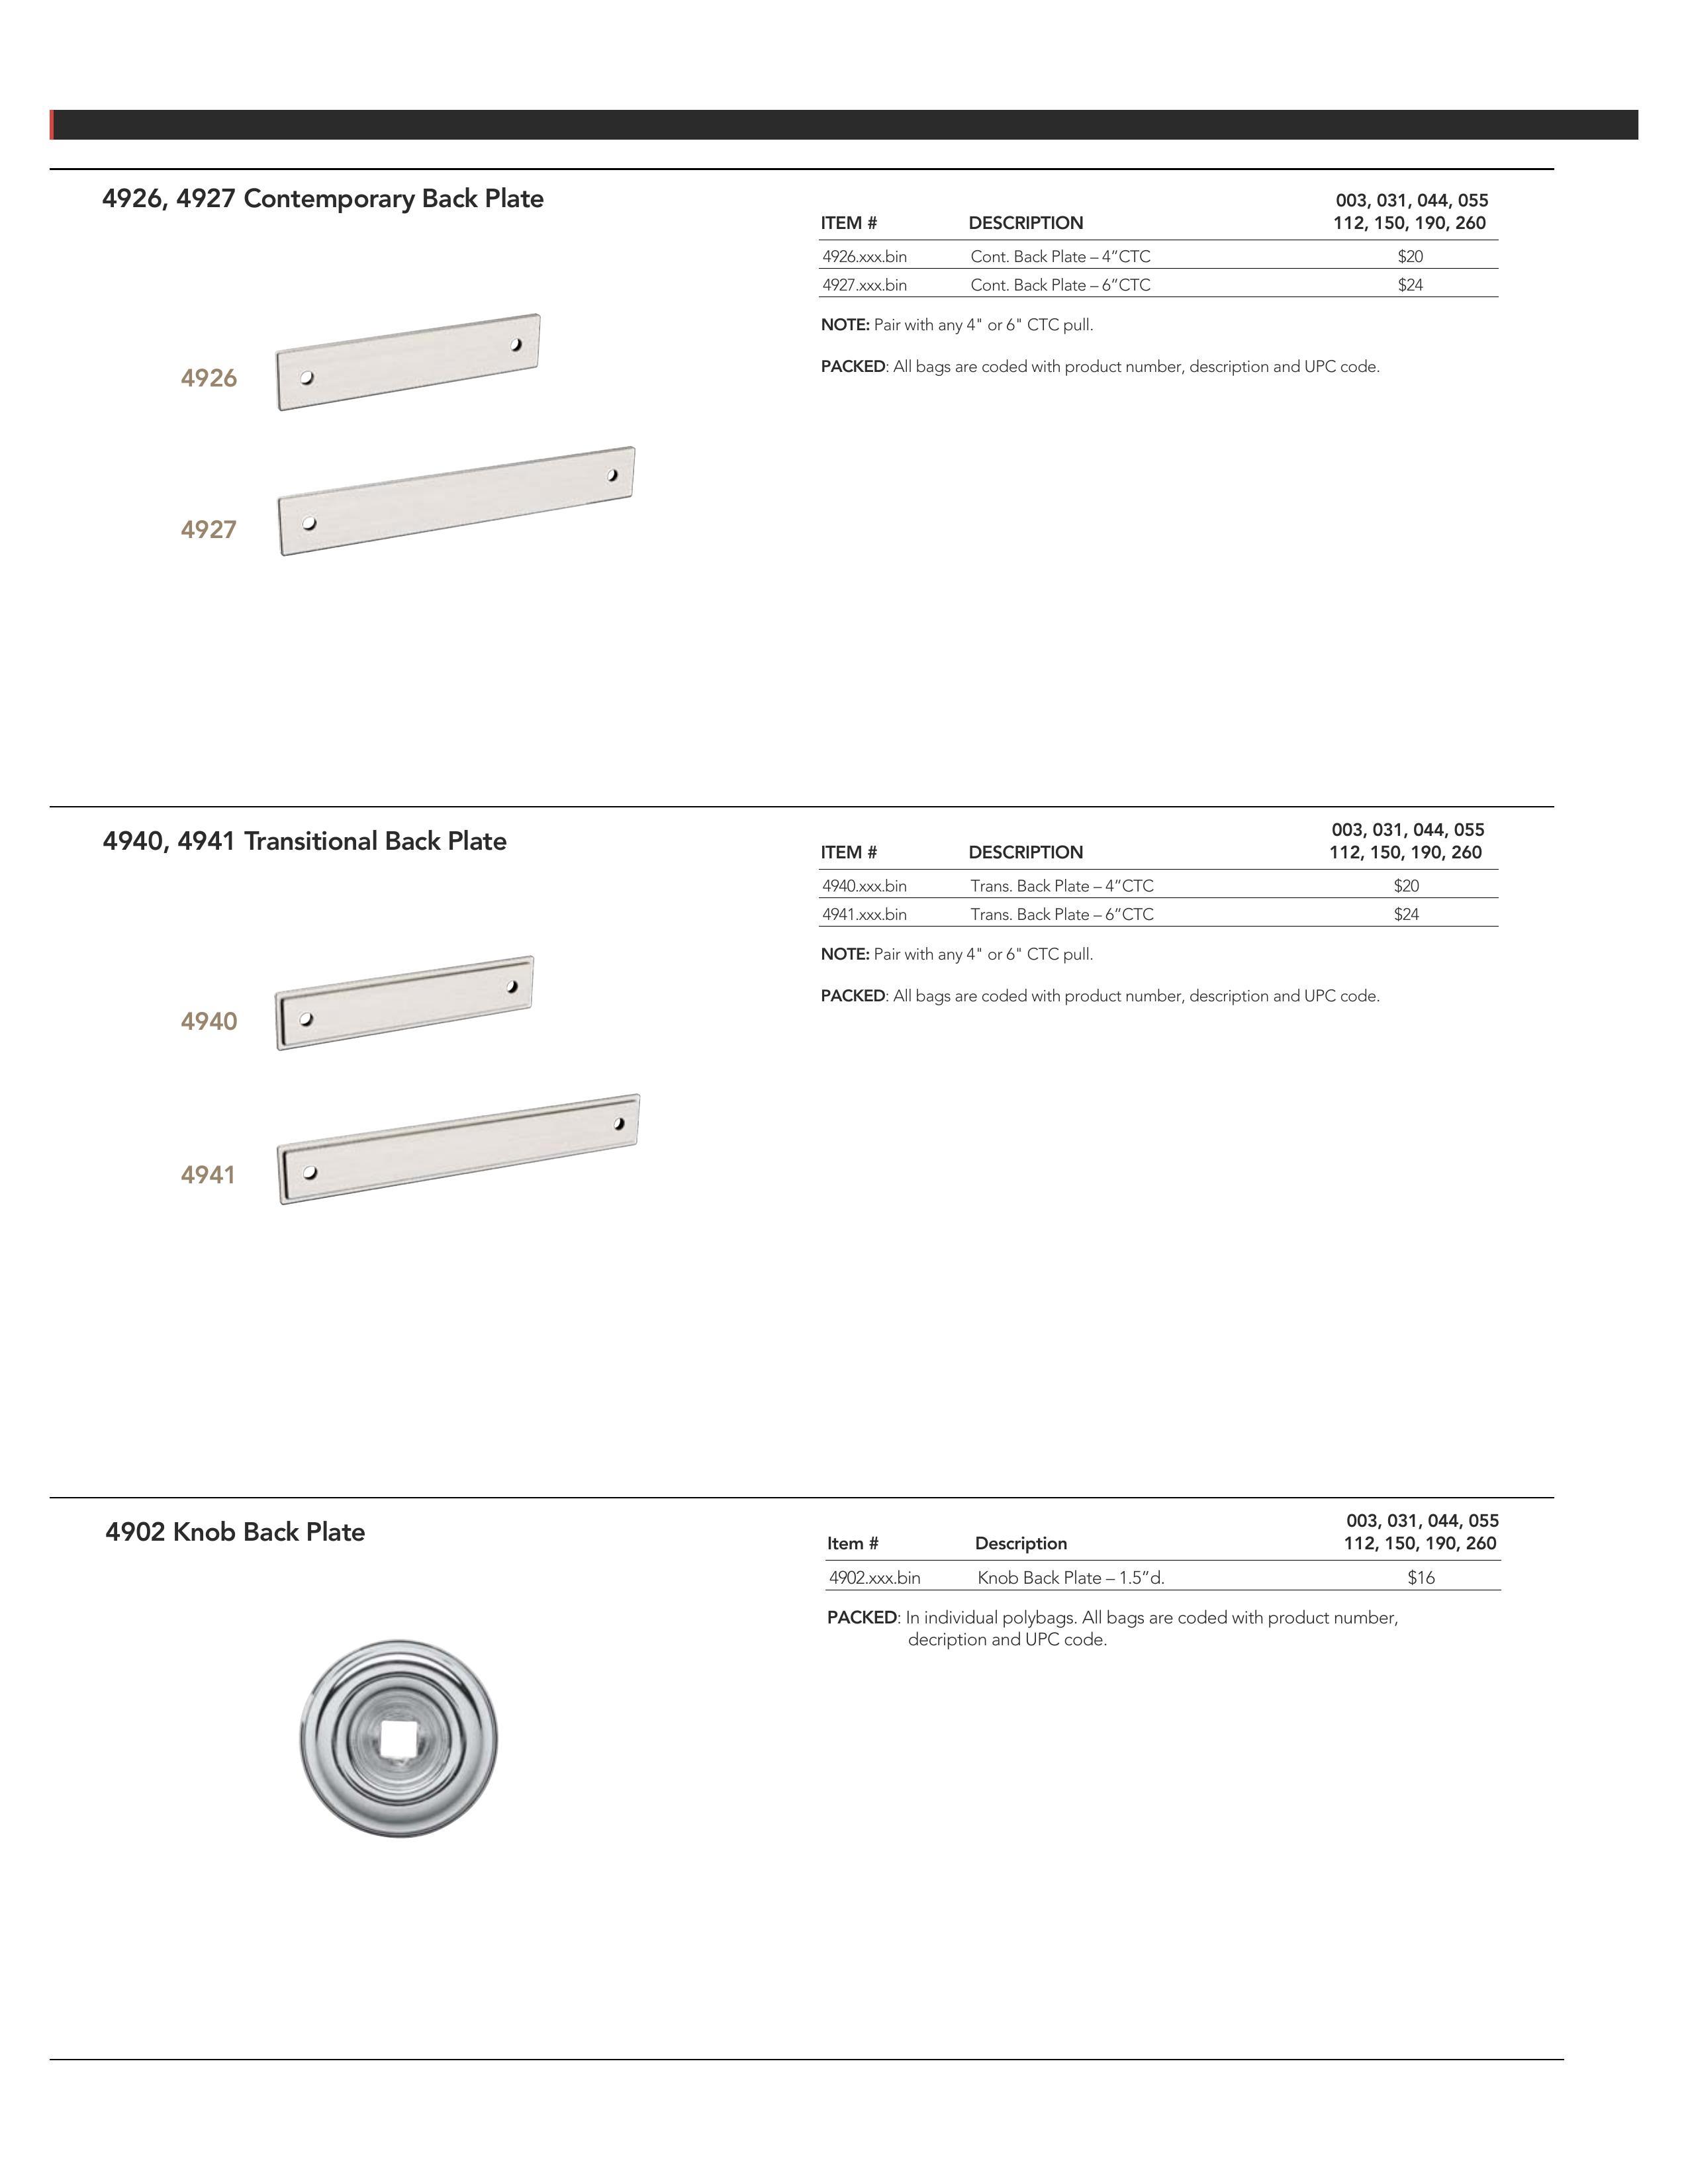 4926, 4927 Contemporary Back Plate
003, 031, 044, 055
ITEM # DESCRIPTION 112, 150, 190, 260
4926.xxx.bin Cont. Back Plate – 4”CTC $20
4927.xxx.bin Cont. Back Plate – 6”CTC $24
NOTE: Pair with any 4" or 6" CTC pull.
PACKED: All bags are coded with product number, description and UPC code.
4926
4927
4940, 4941 Transitional Back Plate
003, 031, 044, 055
ITEM # DESCRIPTION 112, 150, 190, 260
4940.xxx.bin Trans. Back Plate – 4”CTC $20
4941.xxx.bin Trans. Back Plate – 6”CTC $24
NOTE: Pair with any 4" or 6" CTC pull.
PACKED: All bags are coded with product number, description and UPC code.
4940
4941
4902 Knob Back Plate
003, 031, 044, 055
Item # Description 112, 150, 190, 260
4902.xxx.bin Knob Back Plate – 1.5”d. $16
PACKED: In individual polybags. All bags are coded with product number,
decription and UPC code.